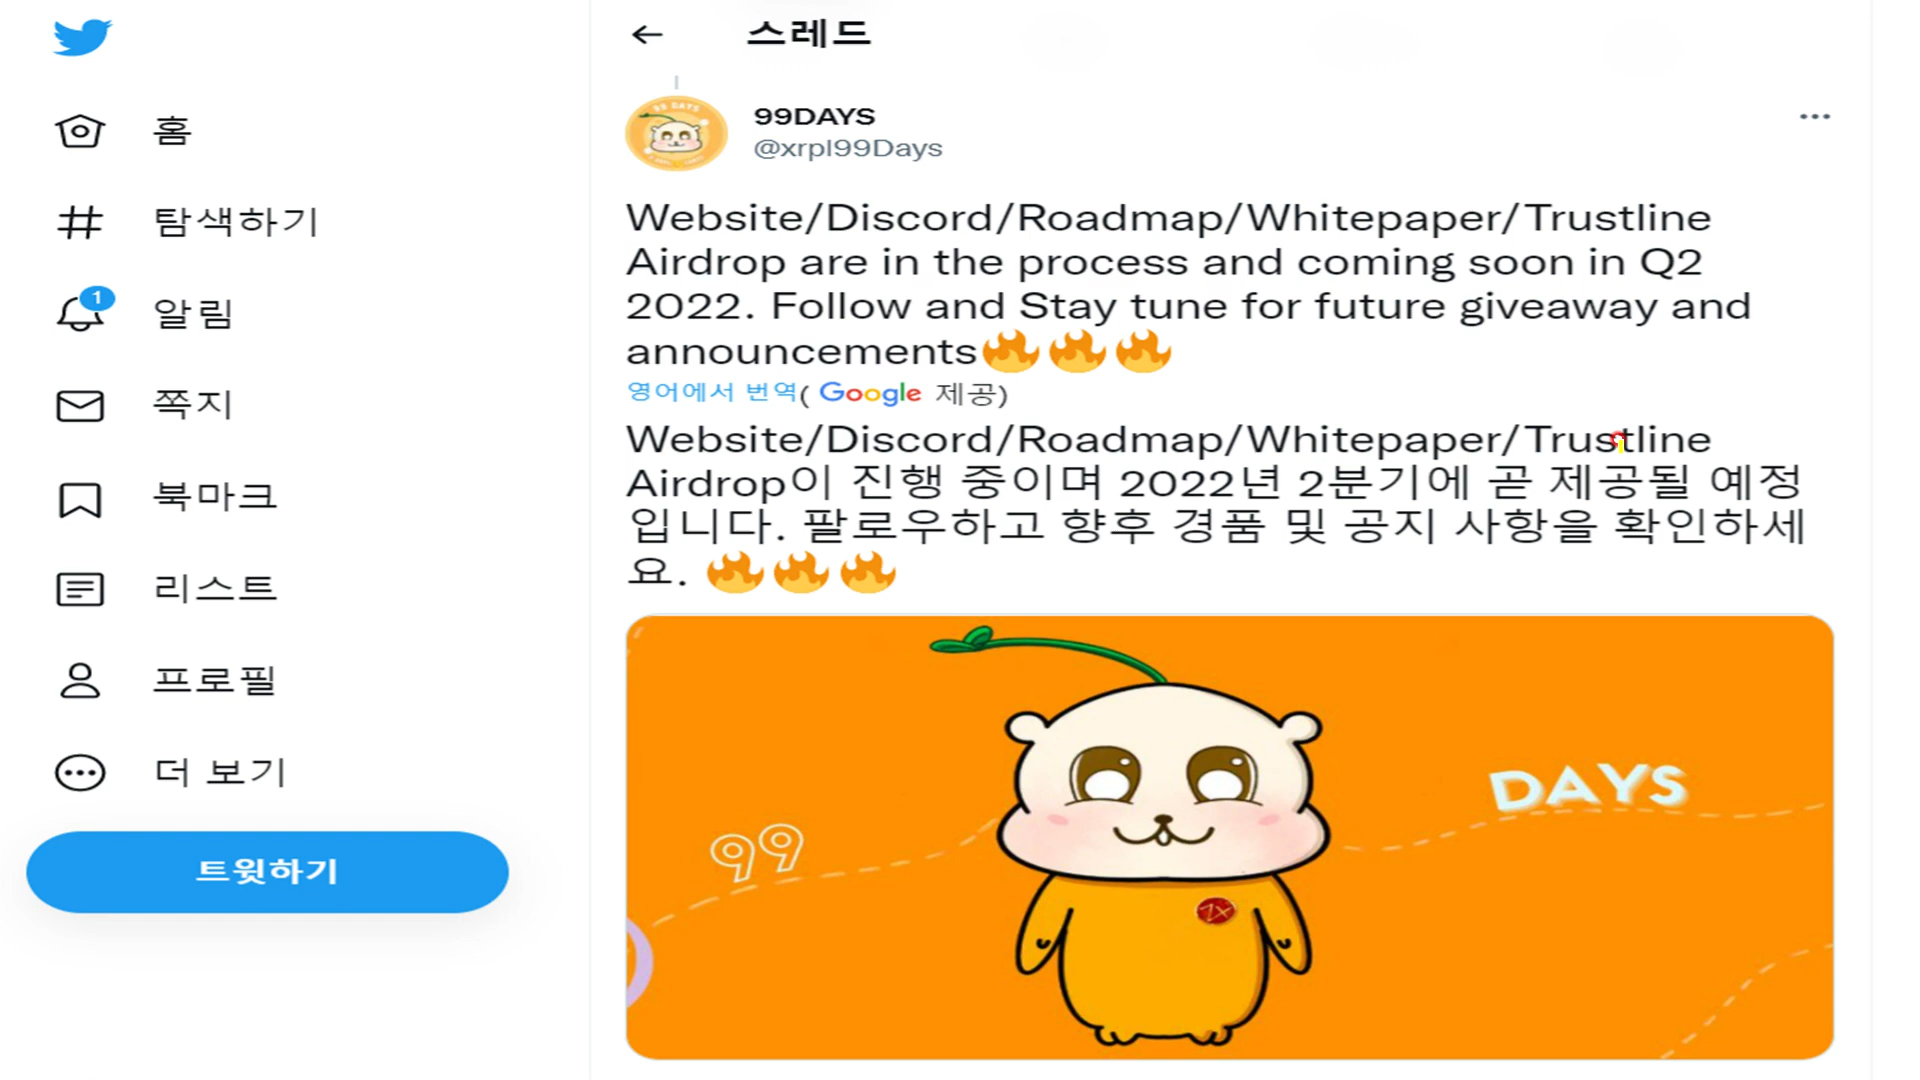 스레드
홈
탐색하기
1
알림
쪽지
북마크
리스트
프로필
더 보기
트윗하기
99 DAYS
99DAYS
@xrpl99Days
Website/Discord/Roadmap/Whitepaper/Trustline
Airdrop are in the process and coming soon in Q2
2022. Follow and Stay tune for future giveaway and
announcements🔥🔥🔥
영어에서 번역( Google 제공)
Website/Discord/Roadmap/Whitepaper/Trustline
Airdrop이 진행 중이며 2022년 2분기에 곧 제공될 예정
입니다. 팔로우하고 향후 경품 및 공지 사항을 확인하세
요. 🔥🔥🔥
99
DAYS